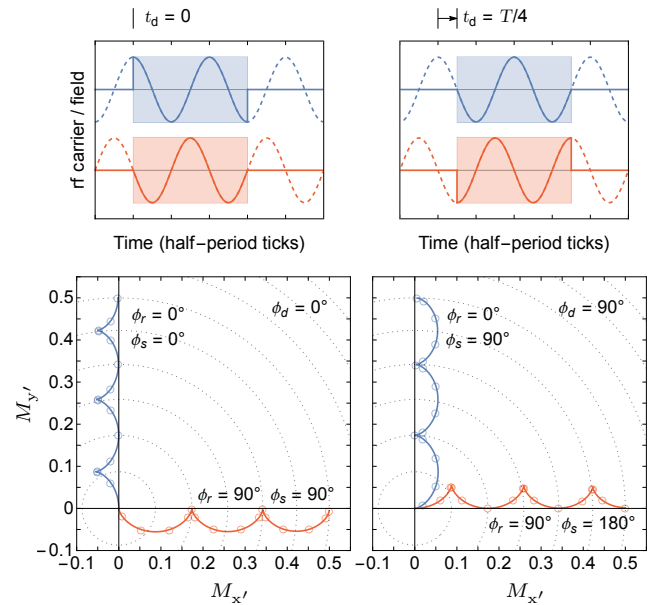 t_d = 0
t_d = T/4
rf carrier / field
Time (half−period ticks)
Time (half−period ticks)
0.5
0.4
0.3
0.2
0.1
0
−0.1
M_y′
ϕ_r = 0°
ϕ_s = 0°
ϕ_d = 0°
ϕ_r = 90°
ϕ_s = 90°
ϕ_r = 0°
ϕ_s = 90°
ϕ_d = 90°
ϕ_r = 90°
ϕ_s = 180°
−0.1
0
0.1
0.2
0.3
0.4
0.5
−0.1
0
0.1
0.2
0.3
0.4
0.5
M_x′
M_x′